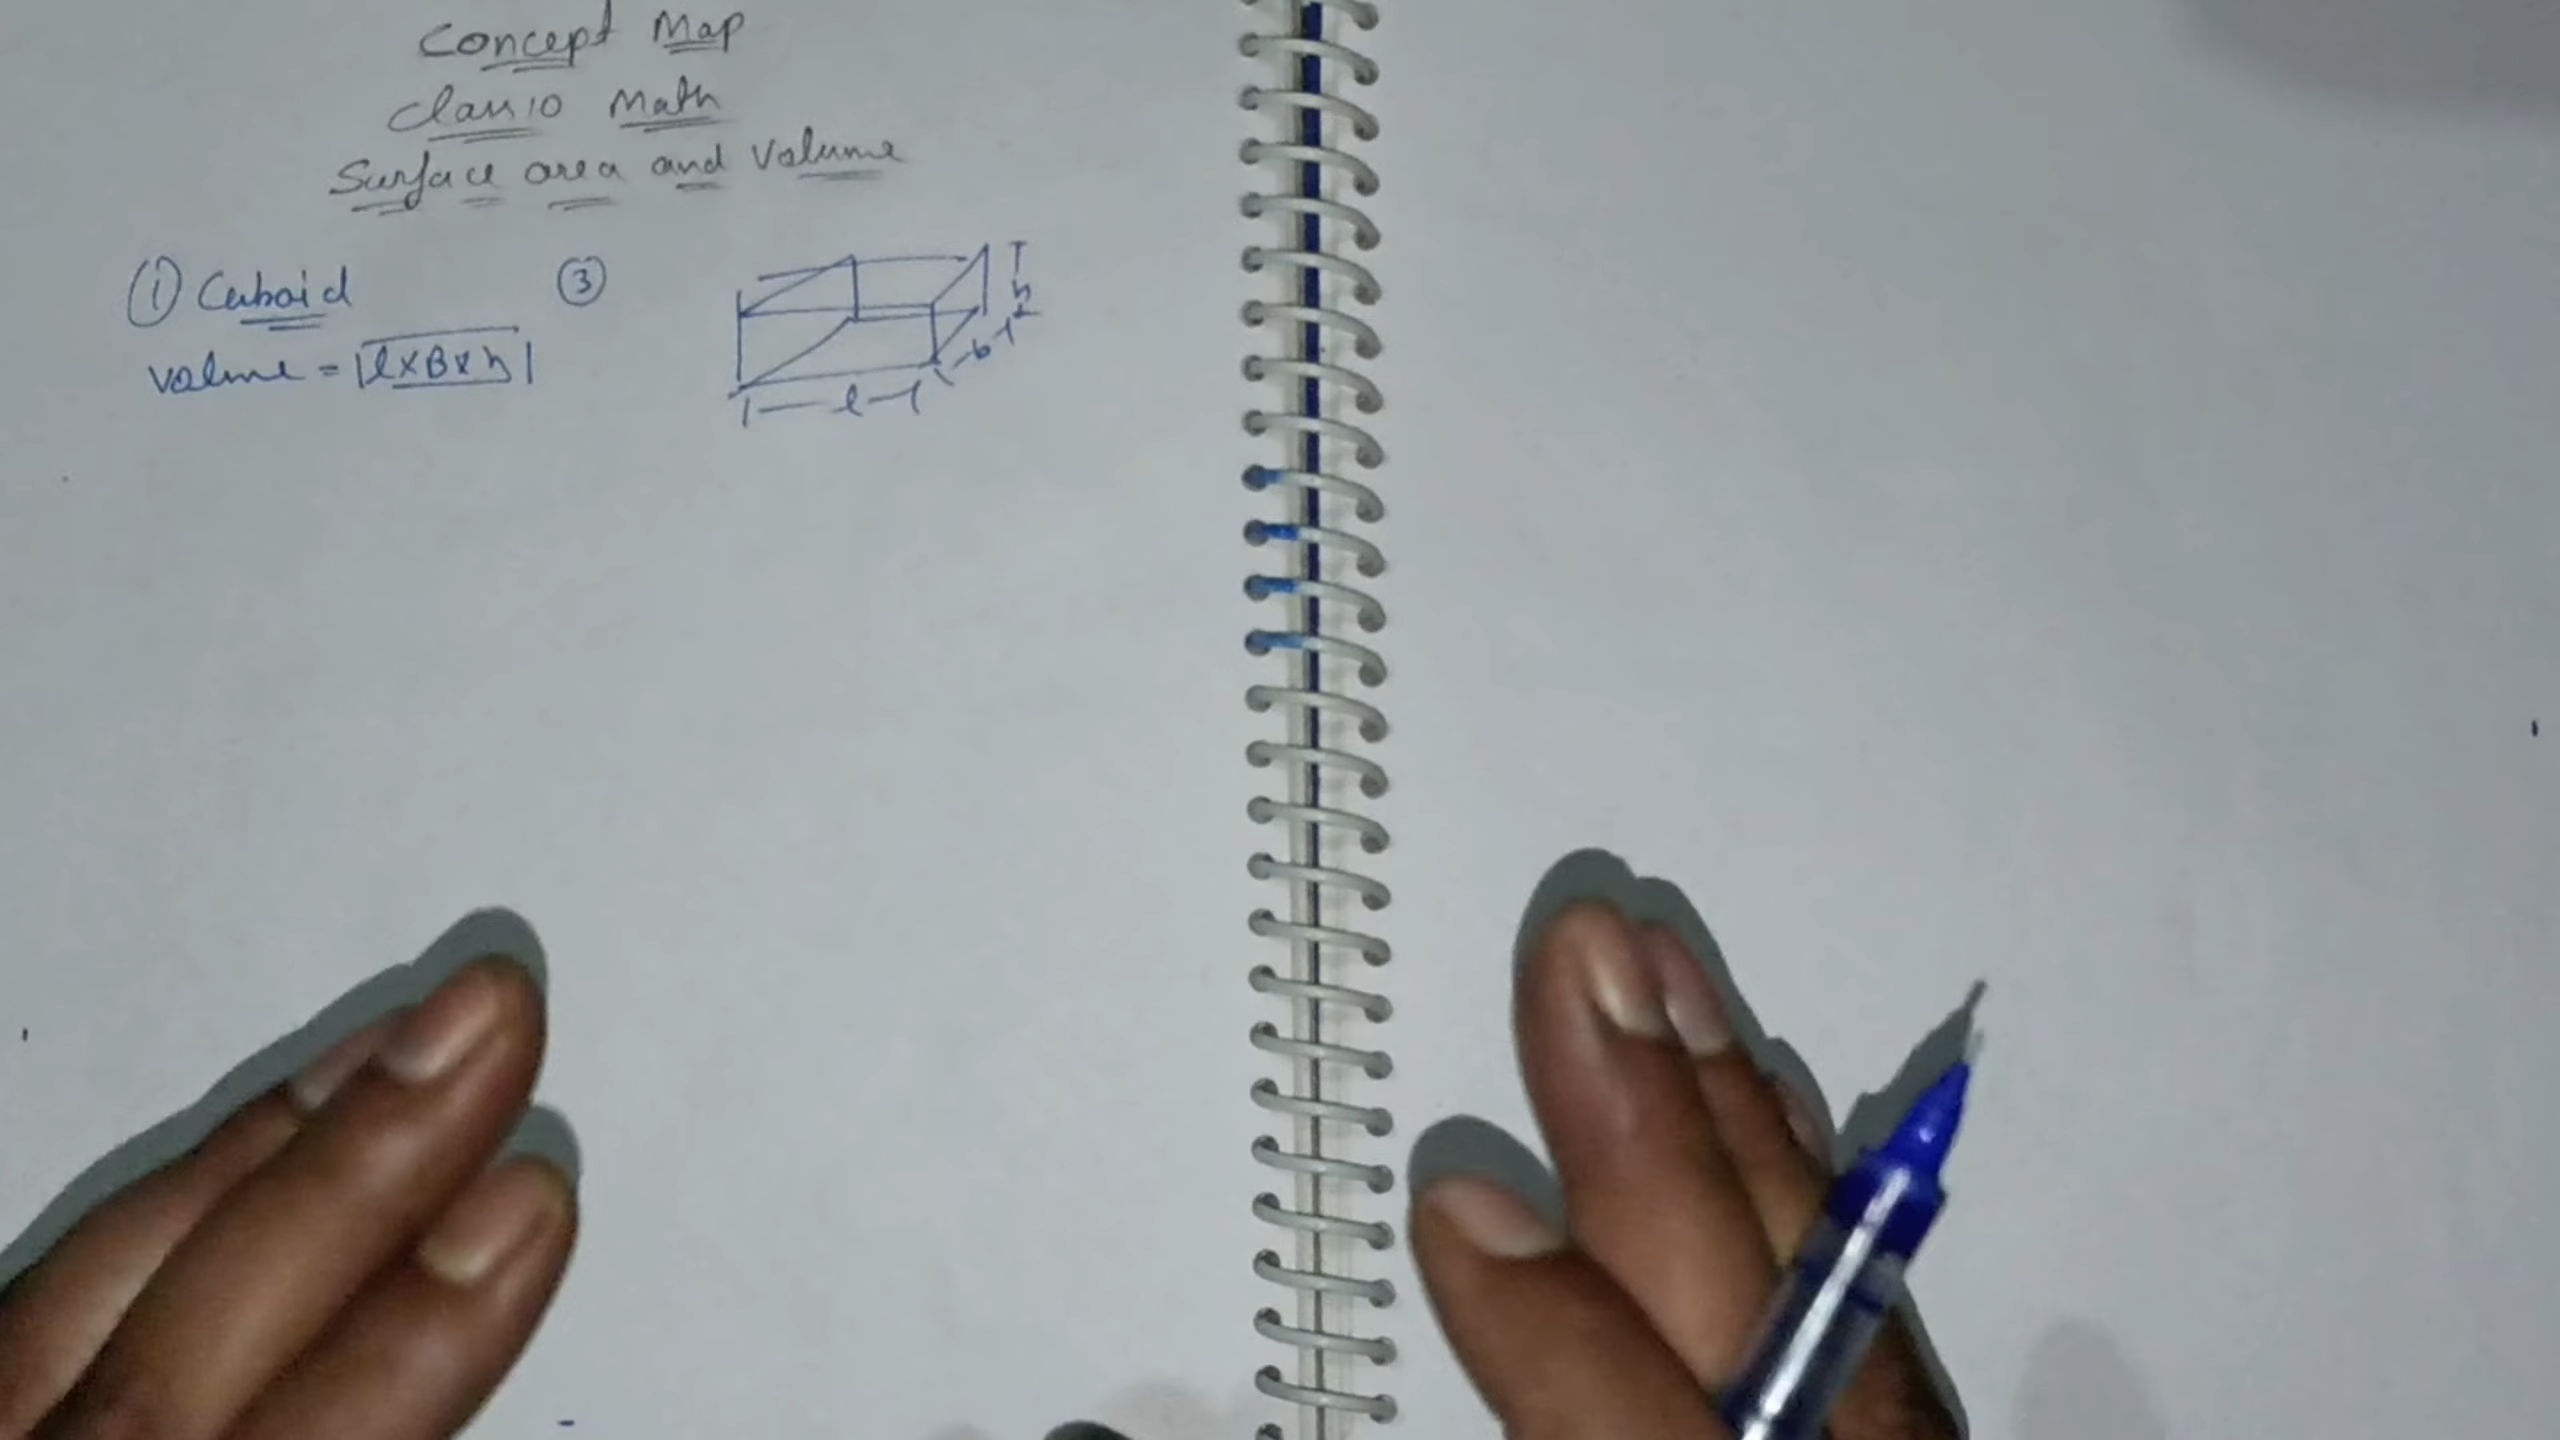 Concept Map
Class 10 Math
Surface area and Volume
① Cuboid ③
volume = l×B×h
h
b
l